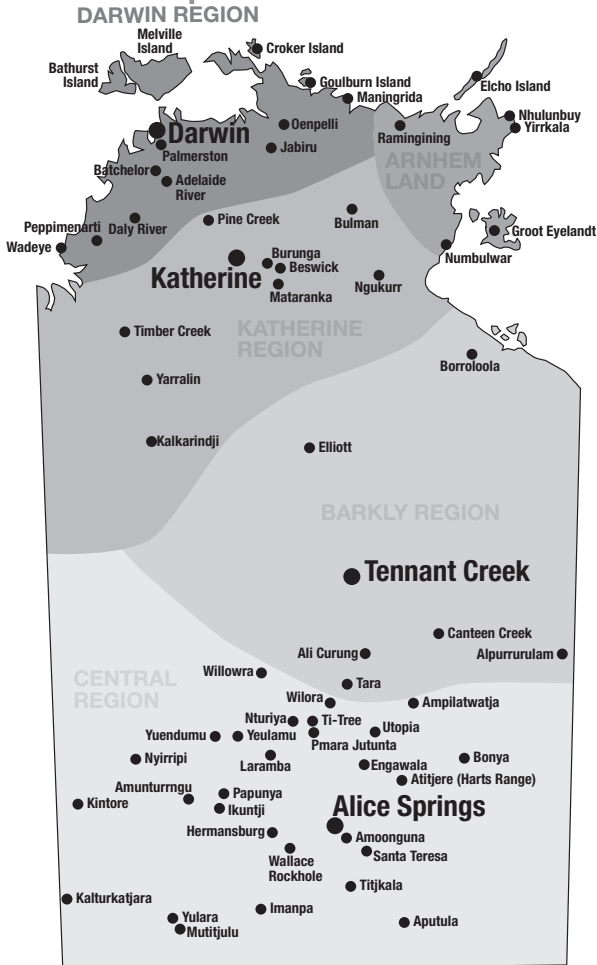 DARWIN REGION
Melville
Island
Croker Island
Bathurst
Island
Goulburn Island
Elcho Island
Maningrida
Nhulunbuy
Oenpelli
Darwin
Yirrkala
Ramingining
Palmerston
Jabiru
ARNHEM
LAND
Batchelor
Adelaide
River
Peppimenarti
Daly River
Pine Creek
Bulman
Groot Eyelandt
Wadeye
Numbulwar
Burunga
Beswick
Katherine
Ngukurr
Mataranka
Timber Creek
KATHERINE
REGION
Borroloola
Yarralin
Kalkarindji
Elliott
BARKLY REGION
Tennant Creek
Canteen Creek
Ali Curung
Alpurrurulam
Willowra
CENTRAL
REGION
Tara
Wilora
Ampilatwatja
Nturiya
Ti-Tree
Utopia
Yuendumu
Yeulamu
Pmara Jutunta
Nyirripi
Laramba
Engawala
Bonya
Atitjere (Harts Range)
Amunturrngu
Papunya
Kintore
Ikuntji
Alice Springs
Hermansburg
Amoonguna
Wallace
Rockhole
Santa Teresa
Titjkala
Kalturkatjara
Imanpa
Yulara
Aputula
Mutitjulu